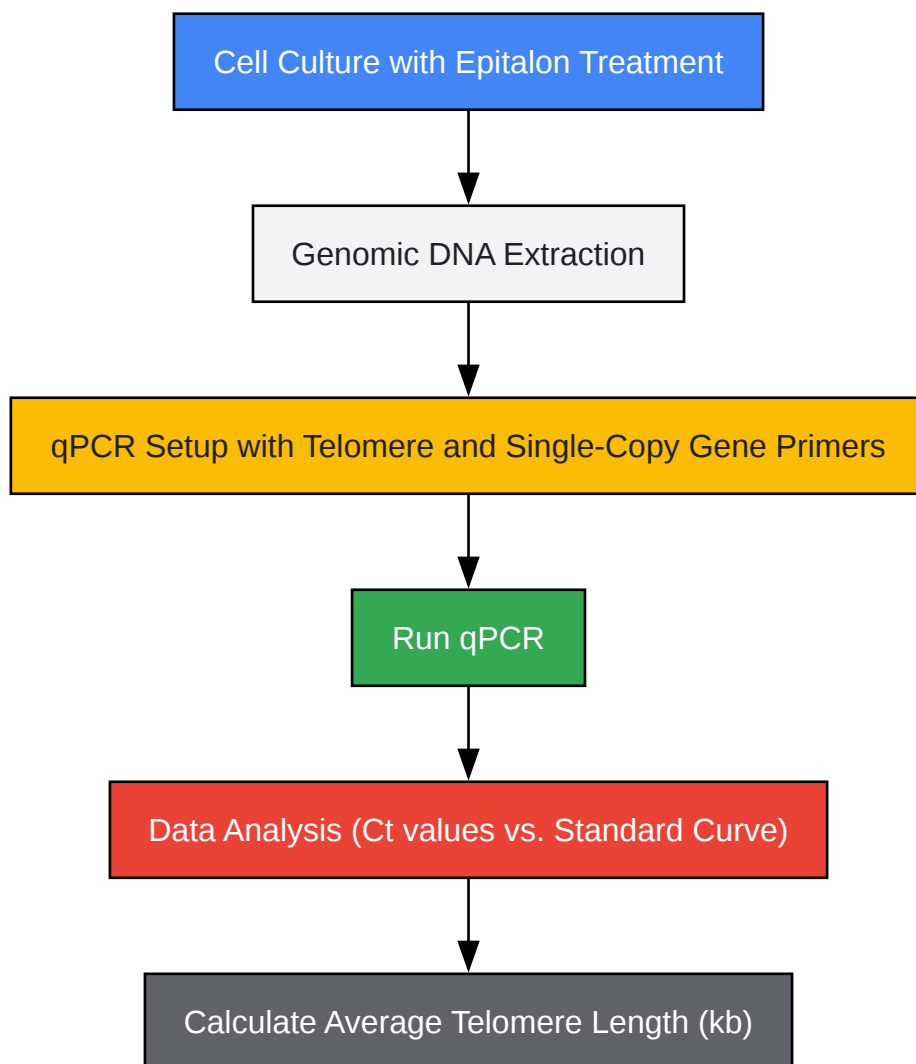 Cell Culture with Epitalon Treatment
Genomic DNA Extraction
qPCR Setup with Telomere and Single-Copy Gene Primers
Run qPCR
Data Analysis (Ct values vs. Standard Curve)
Calculate Average Telomere Length (kb)